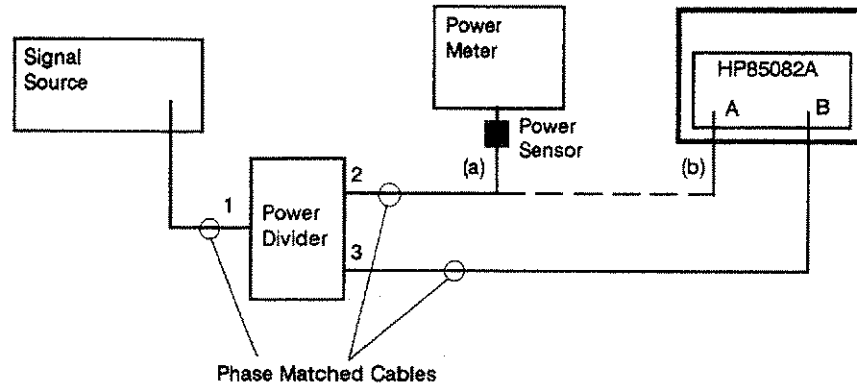 Signal
Source
Power
Meter
HP85082A
A
B
Power
Sensor
(a)
(b)
1
2
Power
Divider
3
Phase Matched Cables